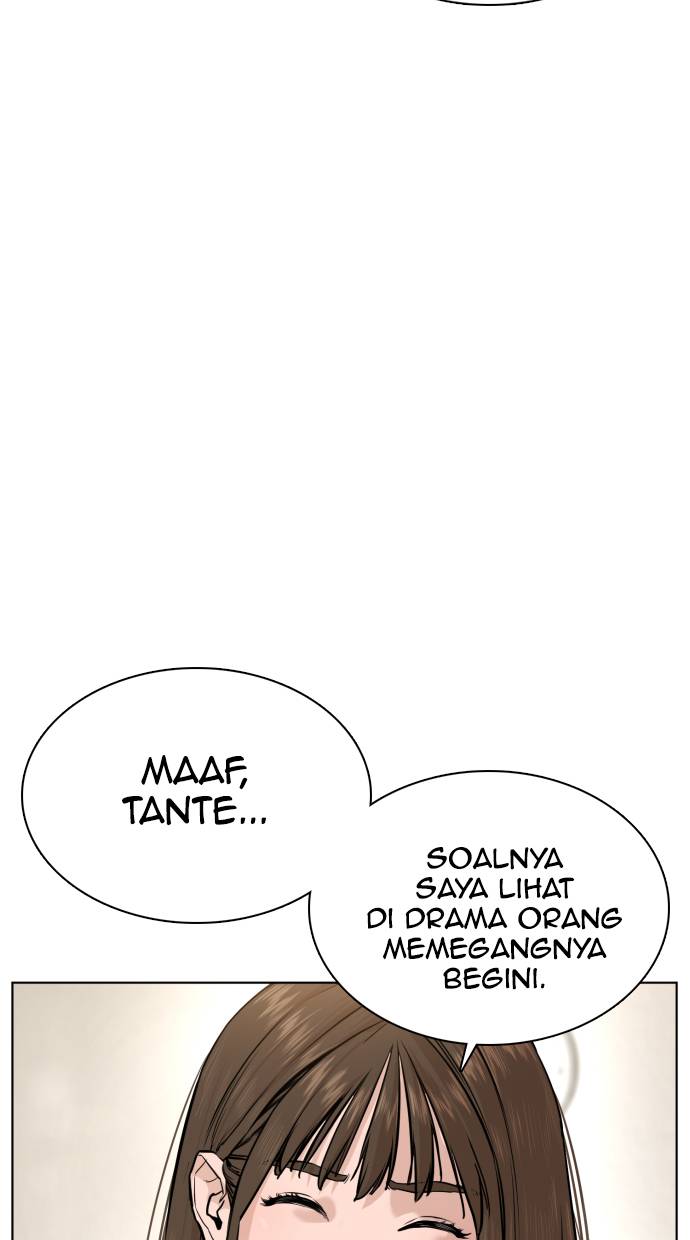 MAAF,
TANTE...
SOALNYA
SAYA LIHAT
DI DRAMA ORANG
MEMEGANGNYA
BEGINI.